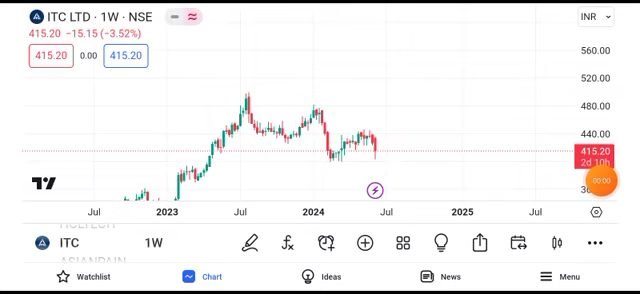 ITC LTD · 1W · NSE
INR
415.20 −15.15 (−3.52%)
415.20 0.00 415.20
560.00
520.00
480.00
440.00
415.20
2d 10h
00:00
Jul 2023 Jul 2024 Jul 2025 Jul
HCLTECH
ITC 1W
ASIANPAINT
Watchlist Chart Ideas News Menu